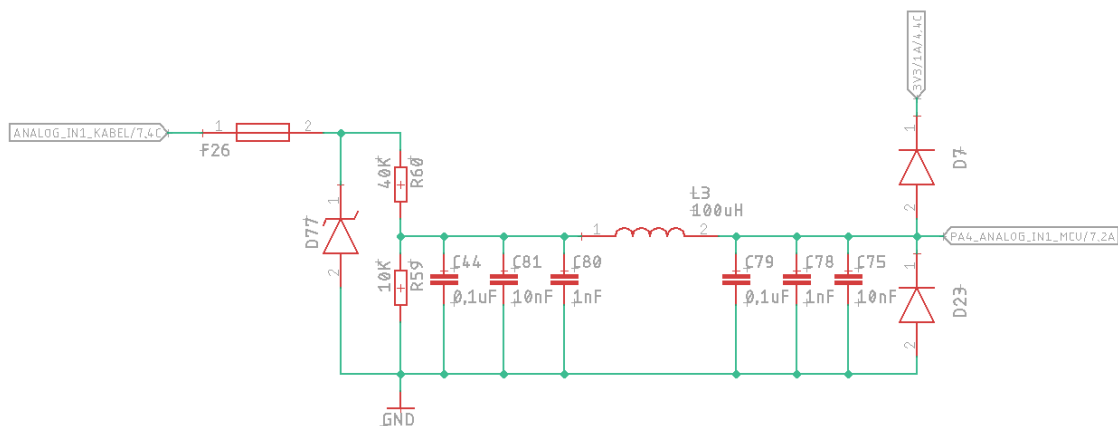 3V3/1A/4.4C
ANALOG_IN1_KABEL/7.4C
1
2
F26
1
2
D77
40K
R60
10K
R59
C44
0,1uF
C81
10nF
C80
1nF
L3
100uH
1
2
C79
0,1uF
C78
1nF
C75
10nF
1
2
D7
PA4_ANALOG_IN1_MCU/7.2A
1
2
D23
GND